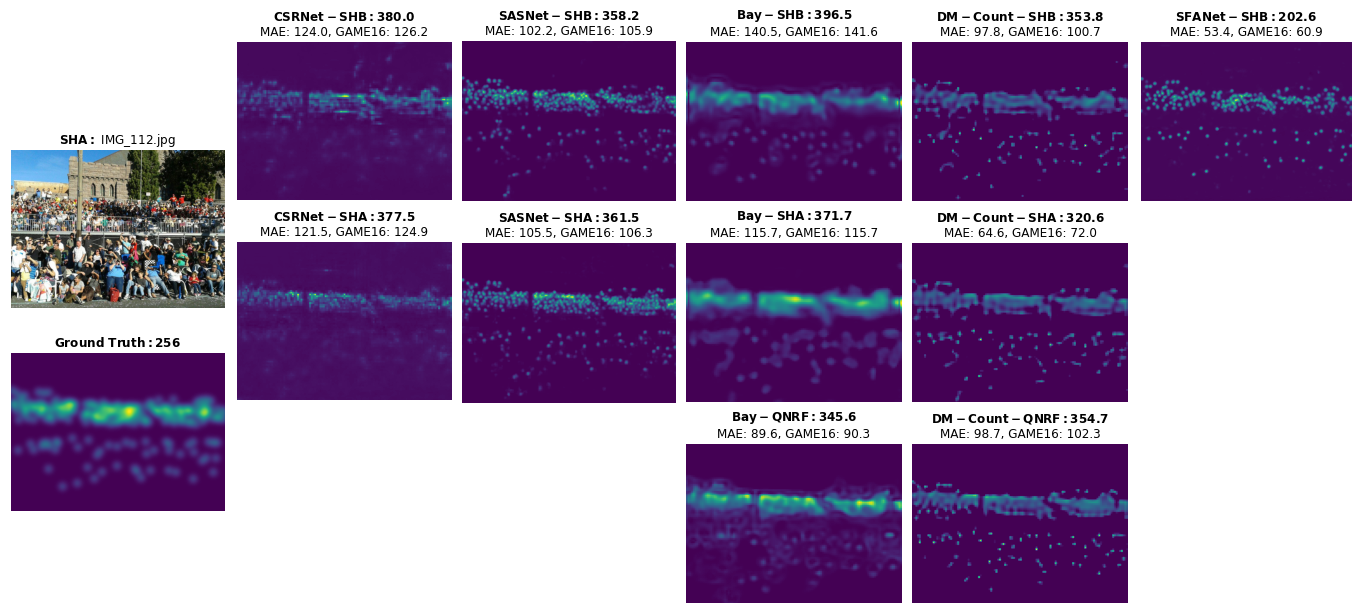 CSRNet − SHB : 380.0
MAE: 124.0, GAME16: 126.2
SASNet − SHB : 358.2
MAE: 102.2, GAME16: 105.9
Bay − SHB : 396.5
MAE: 140.5, GAME16: 141.6
DM − Count − SHB : 353.8
MAE: 97.8, GAME16: 100.7
SFANet − SHB : 202.6
MAE: 53.4, GAME16: 60.9
SHA : IMG_112.jpg
CSRNet − SHA : 377.5
MAE: 121.5, GAME16: 124.9
SASNet − SHA : 361.5
MAE: 105.5, GAME16: 106.3
Bay − SHA : 371.7
MAE: 115.7, GAME16: 115.7
DM − Count − SHA : 320.6
MAE: 64.6, GAME16: 72.0
Ground Truth : 256
Bay − QNRF : 345.6
MAE: 89.6, GAME16: 90.3
DM − Count − QNRF : 354.7
MAE: 98.7, GAME16: 102.3